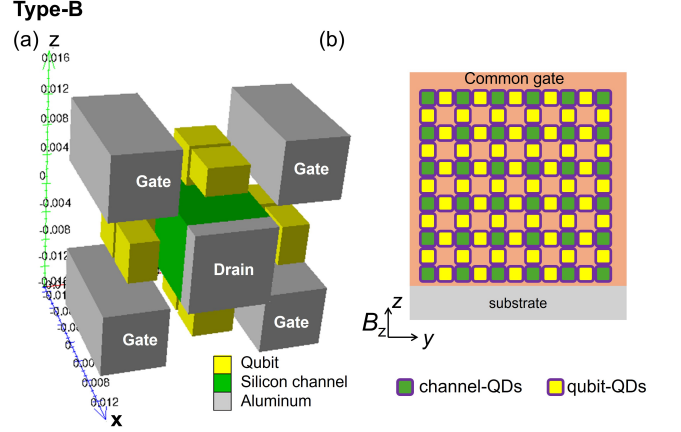 Type-B
(a)
z
(b)
0.016
0.012
0.008
0.004
0
-0.004
-0.008
-0.012
0.008
0.012
x
Gate
Gate
Gate
Gate
Drain
Qubit
Silicon channel
Aluminum
Common gate
substrate
z
Bz
y
channel-QDs
qubit-QDs